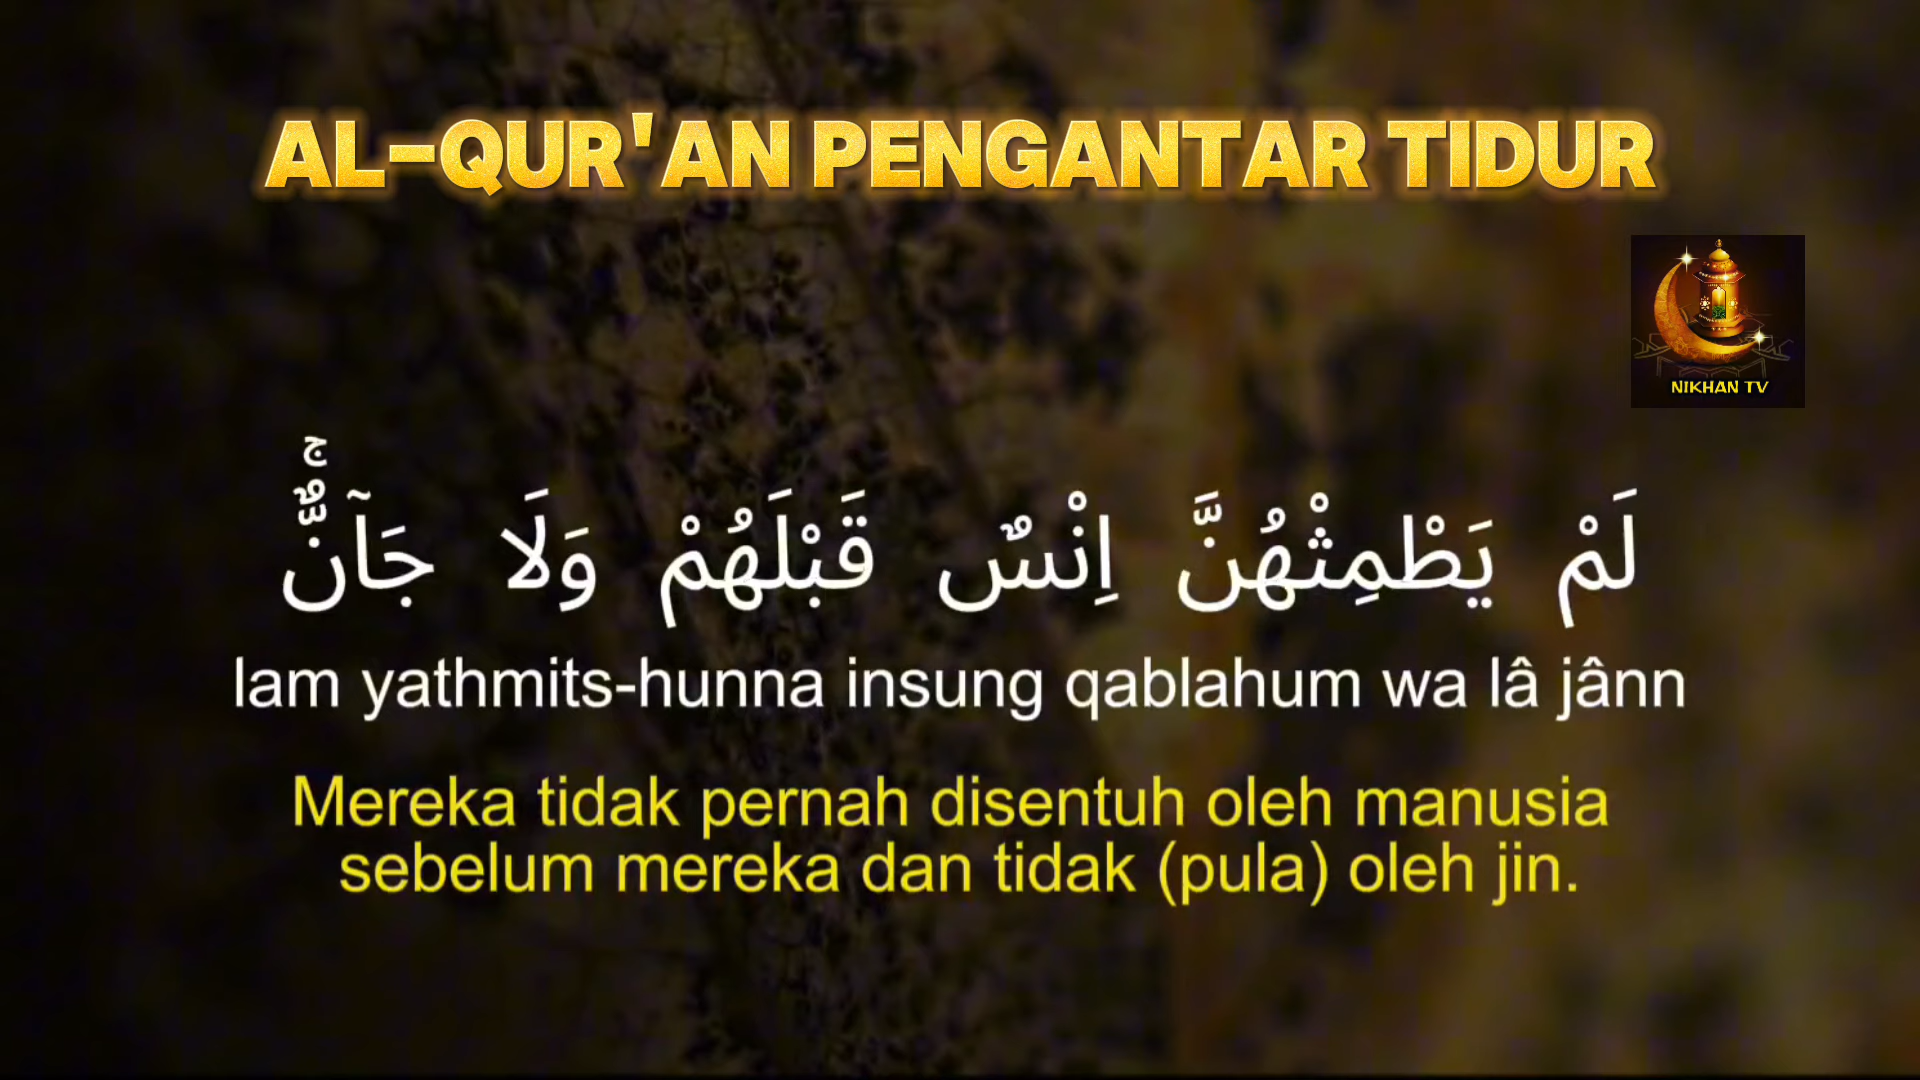 AL-QUR'AN PENGANTAR TIDUR
NIKHAN TV
لَمْ يَطْمِثْهُنَّ اِنْسٌ قَبْلَهُمْ وَلَا جَاۤنٌّۚ
lam yathmits-hunna insung qablahum wa lâ jânn
Mereka tidak pernah disentuh oleh manusia
sebelum mereka dan tidak (pula) oleh jin.